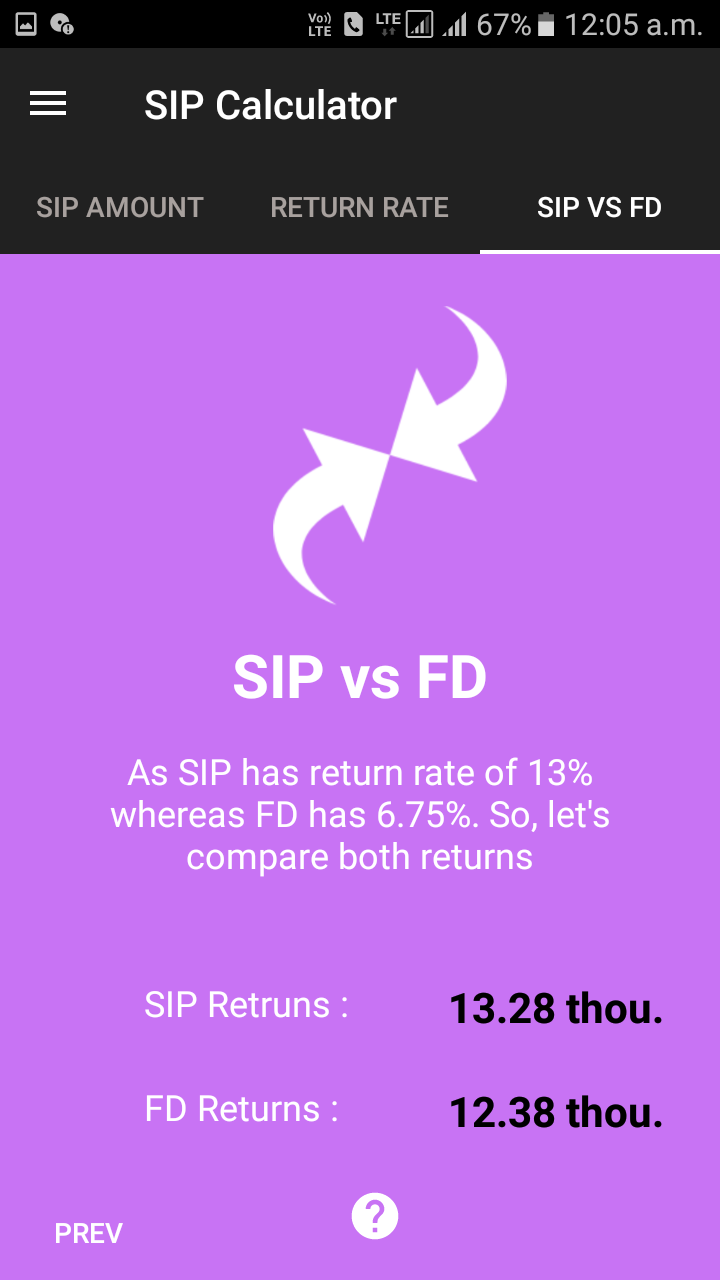 Vo)) LTE LTE 67% 12:05 a.m.
SIP Calculator
SIP AMOUNT RETURN RATE SIP VS FD
SIP vs FD
As SIP has return rate of 13%
whereas FD has 6.75%. So, let's
compare both returns
SIP Retruns : 13.28 thou.
FD Returns : 12.38 thou.
?
PREV